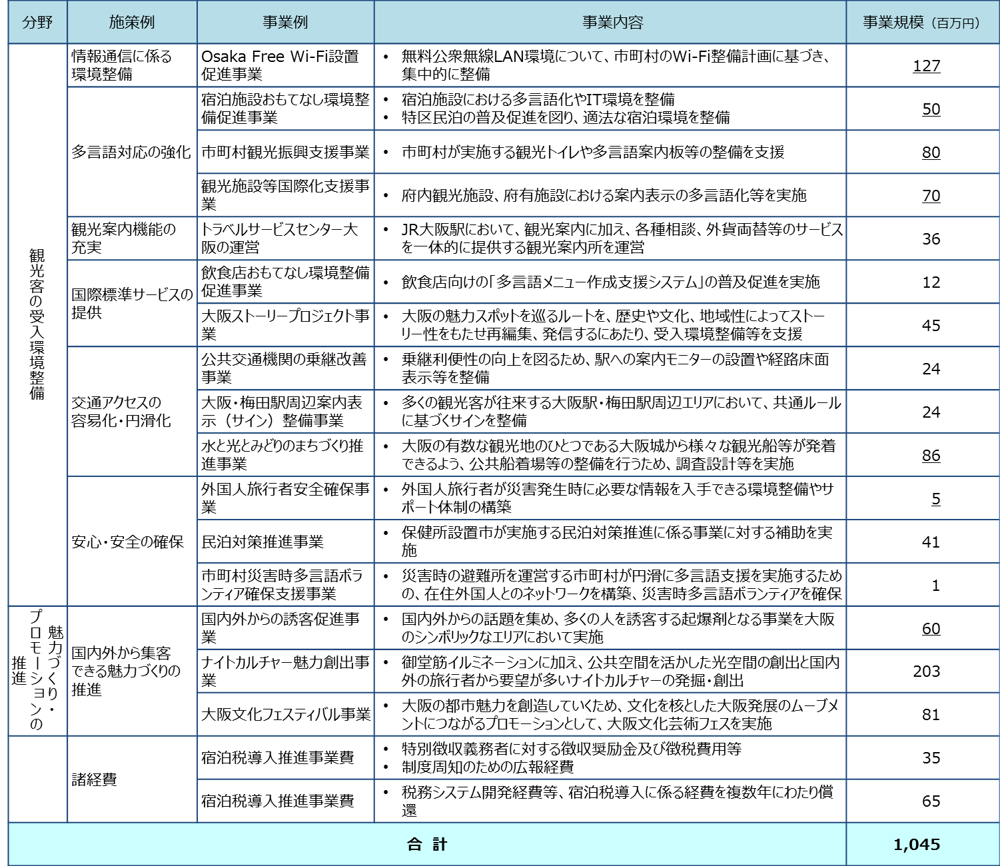 分野 施策例 事業例 事業内容 事業規模（百万円）
観光客の受入環境整備
情報通信に係る
環境整備
Osaka Free Wi-Fi設置
促進事業
• 無料公衆無線LAN環境について、市町村のWi-Fi整備計画に基づき、
集中的に整備
127
多言語対応の強化
宿泊施設おもてなし環境整
備促進事業
• 宿泊施設における多言語化やIT環境を整備
• 特区民泊の普及促進を図り、適法な宿泊環境を整備
50
市町村観光振興支援事業
• 市町村が実施する観光トイレや多言語案内板等の整備を支援
80
観光施設等国際化支援事
業
• 府内観光施設、府有施設における案内表示の多言語化等を実施
70
観光案内機能の
充実
トラベルサービスセンター大
阪の運営
• JR大阪駅において、観光案内に加え、各種相談、外貨両替等のサービス
を一体的に提供する観光案内所を運営
36
国際標準サービスの
提供
飲食店おもてなし環境整備
促進事業
• 飲食店向けの「多言語メニュー作成支援システム」の普及促進を実施
12
大阪ストーリープロジェクト事
業
• 大阪の魅力スポットを巡るルートを、歴史や文化、地域性によってストー
リー性をもたせ再編集、発信するにあたり、受入環境整備等を支援
45
交通アクセスの
容易化・円滑化
公共交通機関の乗継改善
事業
• 乗継利便性の向上を図るため、駅への案内モニターの設置や経路床面
表示等を整備
24
大阪・梅田駅周辺案内表
示（サイン）整備事業
• 多くの観光客が往来する大阪駅・梅田駅周辺エリアにおいて、共通ルール
に基づくサインを整備
24
水と光とみどりのまちづくり推
進事業
• 大阪の有数な観光地のひとつである大阪城から様々な観光船等が発着
できるよう、公共船着場等の整備を行うため、調査設計等を実施
86
安心・安全の確保
外国人旅行者安全確保事
業
• 外国人旅行者が災害発生時に必要な情報を入手できる環境整備やサ
ポート体制の構築
5
民泊対策推進事業
• 保健所設置市が実施する民泊対策推進に係る事業に対する補助を実
施
41
市町村災害時多言語ボラ
ンティア確保支援事業
• 災害時の避難所を運営する市町村が円滑に多言語支援を実施するため
の、在住外国人とのネットワークを構築、災害時多言語ボランティアを確保
1
魅力づくり・
プロモーションの
推進
国内外から集客
できる魅力づくりの
推進
国内外からの誘客促進事
業
• 国内外からの話題を集め、多くの人を誘客する起爆剤となる事業を大阪
のシンボリックなエリアにおいて実施
60
ナイトカルチャー魅力創出事
業
• 御堂筋イルミネーションに加え、公共空間を活かした光空間の創出と国内
外の旅行者から要望が多いナイトカルチャーの発掘・創出
203
大阪文化フェスティバル事業
• 大阪の都市魅力を創造していくため、文化を核とした大阪発展のムーブメ
ントにつながるプロモーションとして、大阪文化芸術フェスを実施
81
諸経費
宿泊税導入推進事業費
• 特別徴収義務者に対する徴収奨励金及び徴税費用等
• 制度周知のための広報経費
35
宿泊税導入推進事業費
• 税務システム開発経費等、宿泊税導入に係る経費を複数年にわたり償
還
65
合 計 1,045